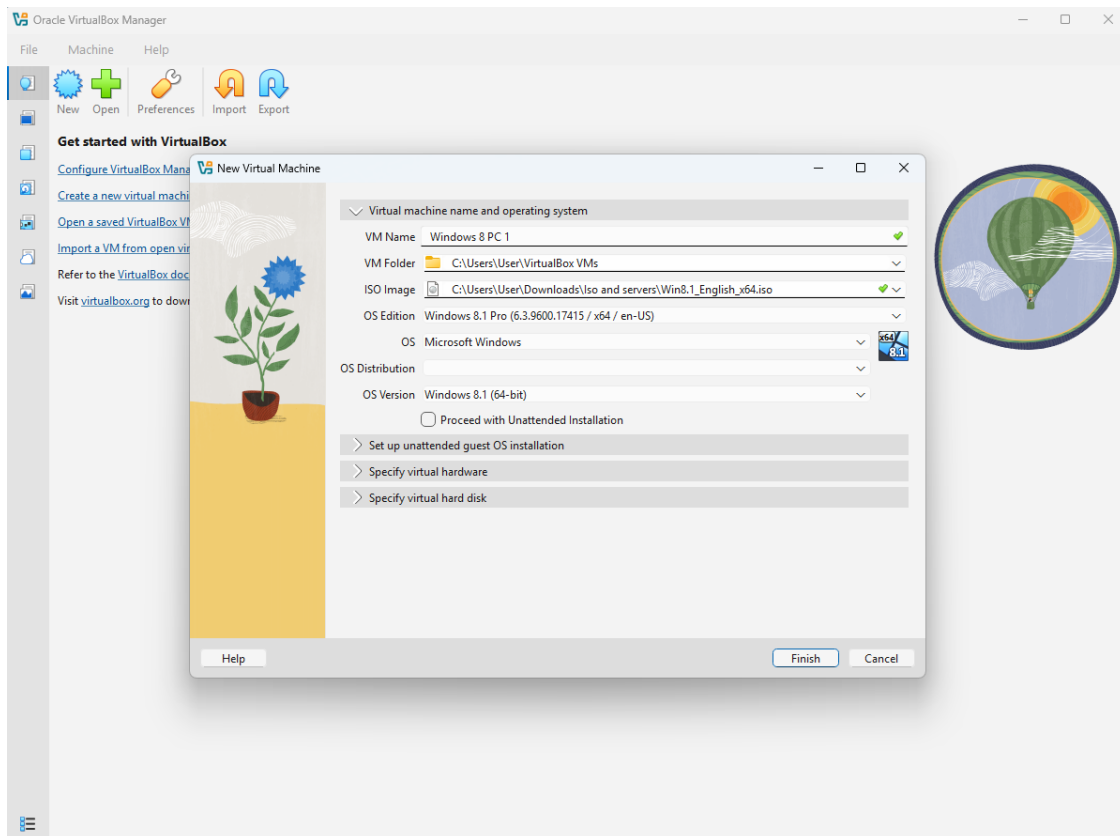 Oracle VirtualBox Manager
File Machine Help
New Open Preferences Import Export
Get started with VirtualBox
Configure VirtualBox Mana
Create a new virtual machi
Open a saved VirtualBox VM
Import a VM from open vir
Refer to the VirtualBox doc
Visit virtualbox.org to down
New Virtual Machine
Virtual machine name and operating system
VM Name Windows 8 PC 1
VM Folder C:\Users\User\VirtualBox VMs
ISO Image C:\Users\User\Downloads\Iso and servers\Win8.1_English_x64.iso
OS Edition Windows 8.1 Pro (6.3.9600.17415 / x64 / en-US)
OS Microsoft Windows
x64
8.1
OS Distribution
OS Version Windows 8.1 (64-bit)
Proceed with Unattended Installation
Set up unattended guest OS installation
Specify virtual hardware
Specify virtual hard disk
Help Finish Cancel